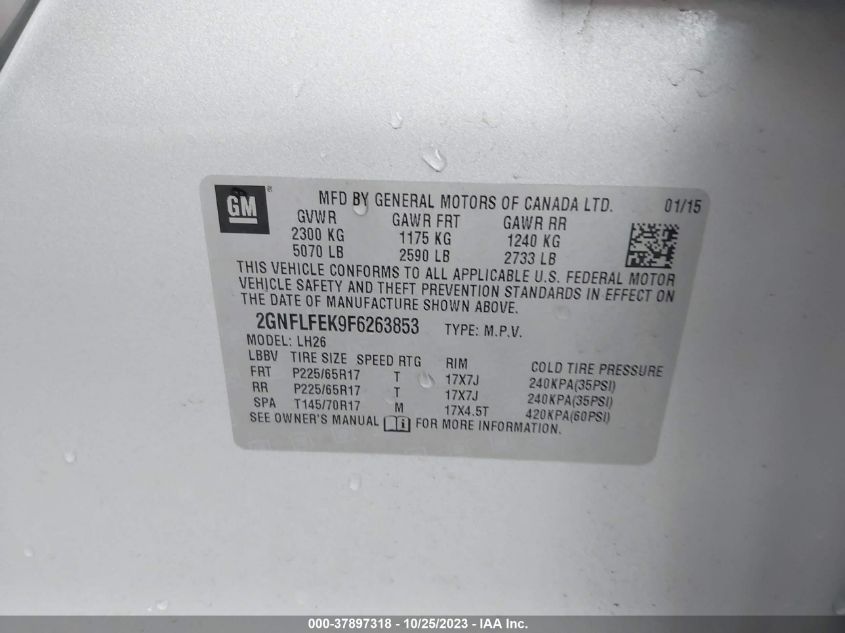 GM
MFD BY GENERAL MOTORS OF CANADA LTD. 01/15
GVWR GAWR FRT GAWR RR
2300 KG 1175 KG 1240 KG
5070 LB 2590 LB 2733 LB
THIS VEHICLE CONFORMS TO ALL APPLICABLE U.S. FEDERAL MOTOR
VEHICLE SAFETY AND THEFT PREVENTION STANDARDS IN EFFECT ON
THE DATE OF MANUFACTURE SHOWN ABOVE.
2GNFLFEK9F6263853 TYPE: M.P.V.
MODEL: LH26
LBBV TIRE SIZE SPEED RTG RIM COLD TIRE PRESSURE
FRT P225/65R17 T 17X7J 240KPA(35PSI)
RR P225/65R17 T 17X7J 240KPA(35PSI)
SPA T145/70R17 M 17X4.5T 420KPA(60PSI)
SEE OWNER'S MANUAL FOR MORE INFORMATION.
000-37897318 - 10/25/2023 - IAA Inc.